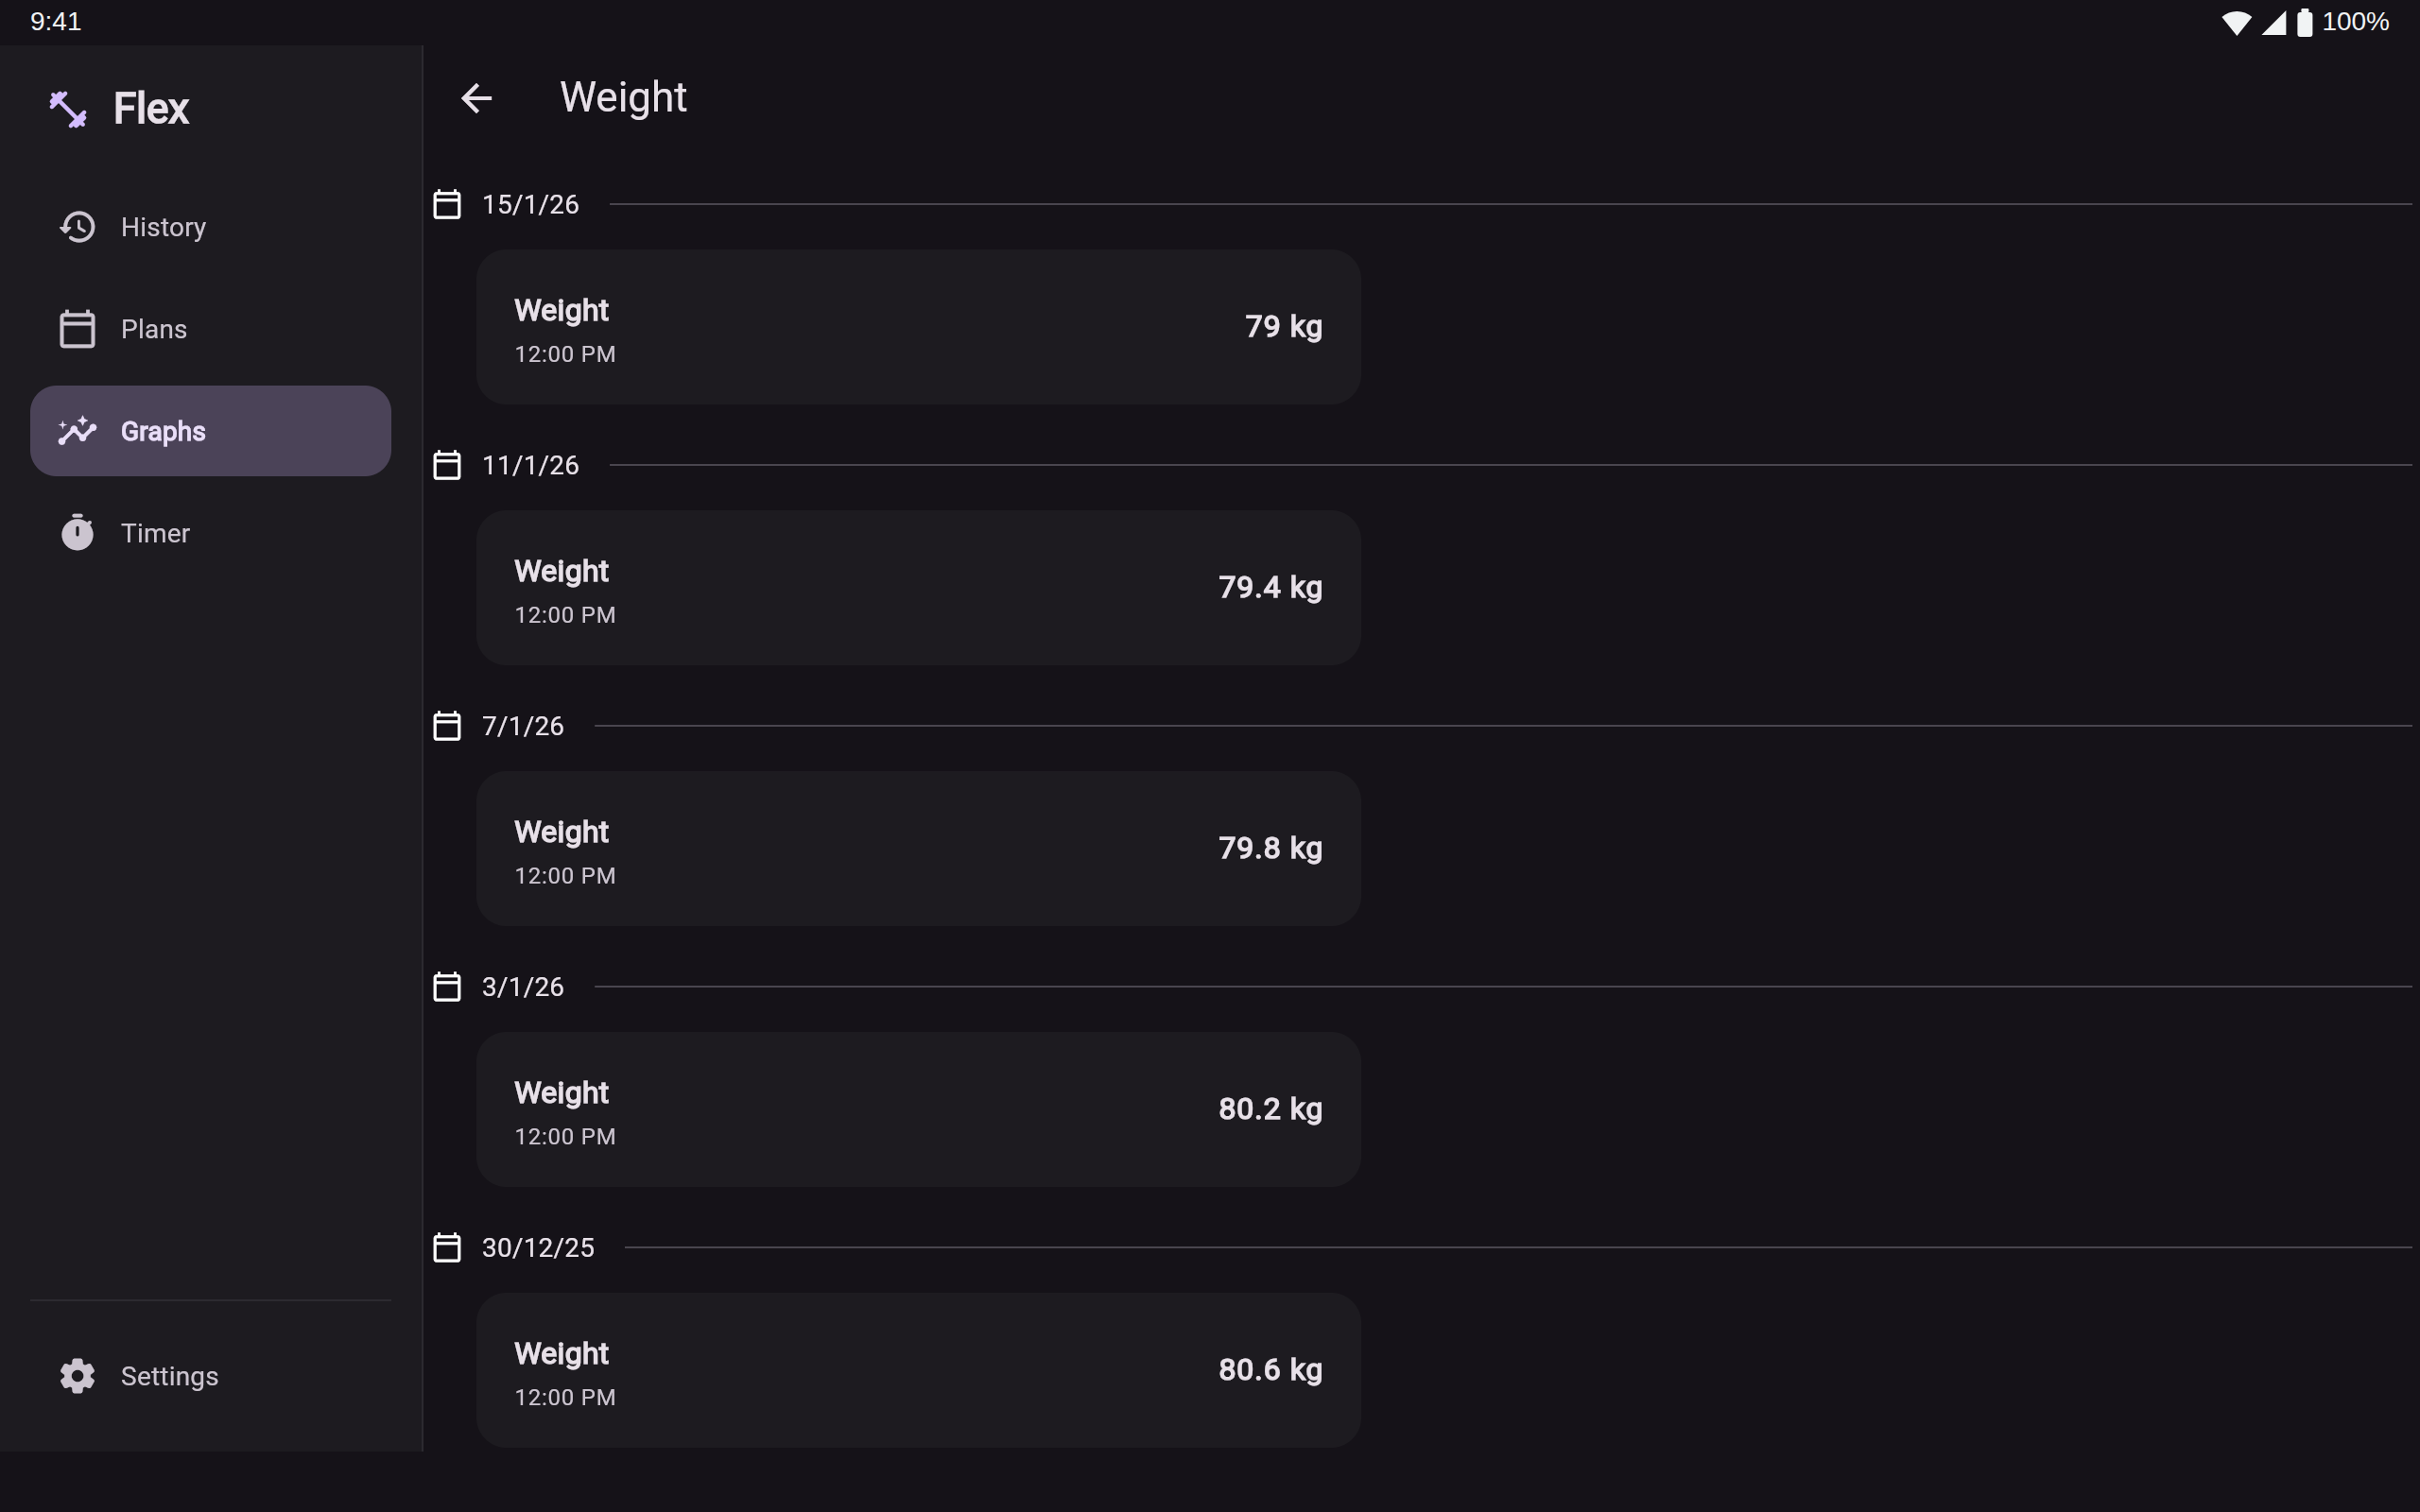 9:41
100%
Flex
History
Plans
Graphs
Timer
Settings
Weight
15/1/26
Weight
12:00 PM
79 kg
11/1/26
Weight
12:00 PM
79.4 kg
7/1/26
Weight
12:00 PM
79.8 kg
3/1/26
Weight
12:00 PM
80.2 kg
30/12/25
Weight
12:00 PM
80.6 kg